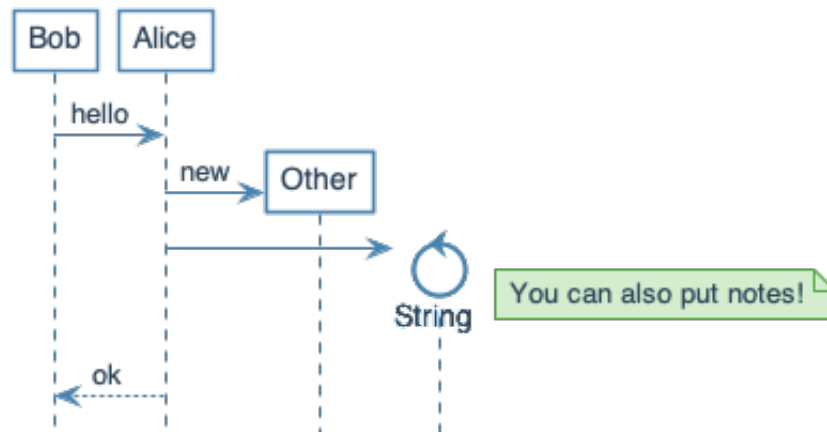 Bob
Alice
hello
new
Other
String
You can also put notes!
ok